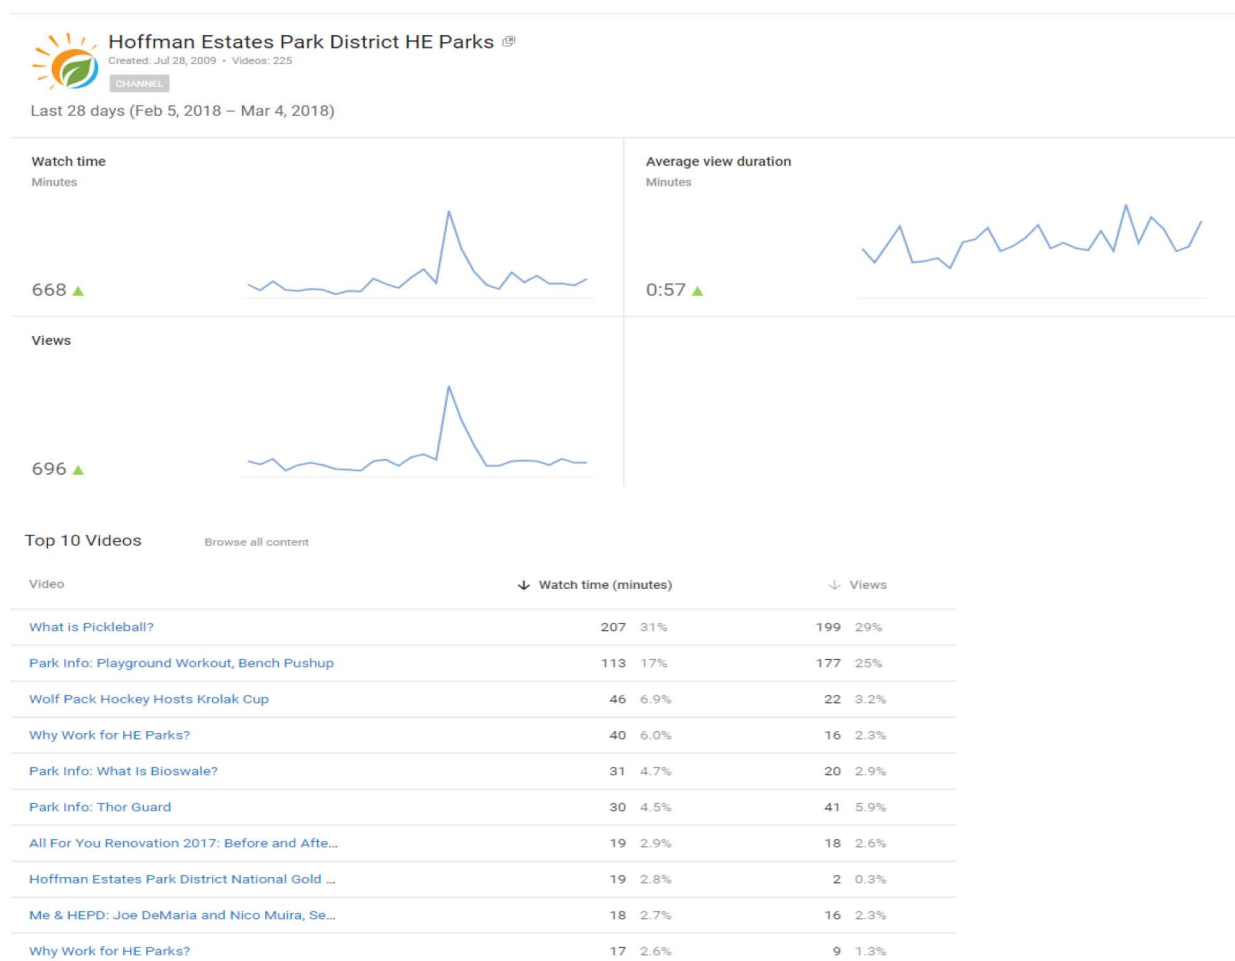 Hoffman Estates Park District HE Parks
Created: Jul 28, 2009 • Videos: 225
CHANNEL
Last 28 days (Feb 5, 2018 – Mar 4, 2018)
Watch time
Minutes
668
Average view duration
Minutes
0:57
Views
696
Top 10 Videos Browse all content
Video Watch time (minutes) Views
What is Pickleball? 207 31% 199 29%
Park Info: Playground Workout, Bench Pushup 113 17% 177 25%
Wolf Pack Hockey Hosts Krolak Cup 46 6.9% 22 3.2%
Why Work for HE Parks? 40 6.0% 16 2.3%
Park Info: What Is Bioswale? 31 4.7% 20 2.9%
Park Info: Thor Guard 30 4.5% 41 5.9%
All For You Renovation 2017: Before and Afte... 19 2.9% 18 2.6%
Hoffman Estates Park District National Gold ... 19 2.8% 2 0.3%
Me & HEPD: Joe DeMaria and Nico Muira, Se... 18 2.7% 16 2.3%
Why Work for HE Parks? 17 2.6% 9 1.3%